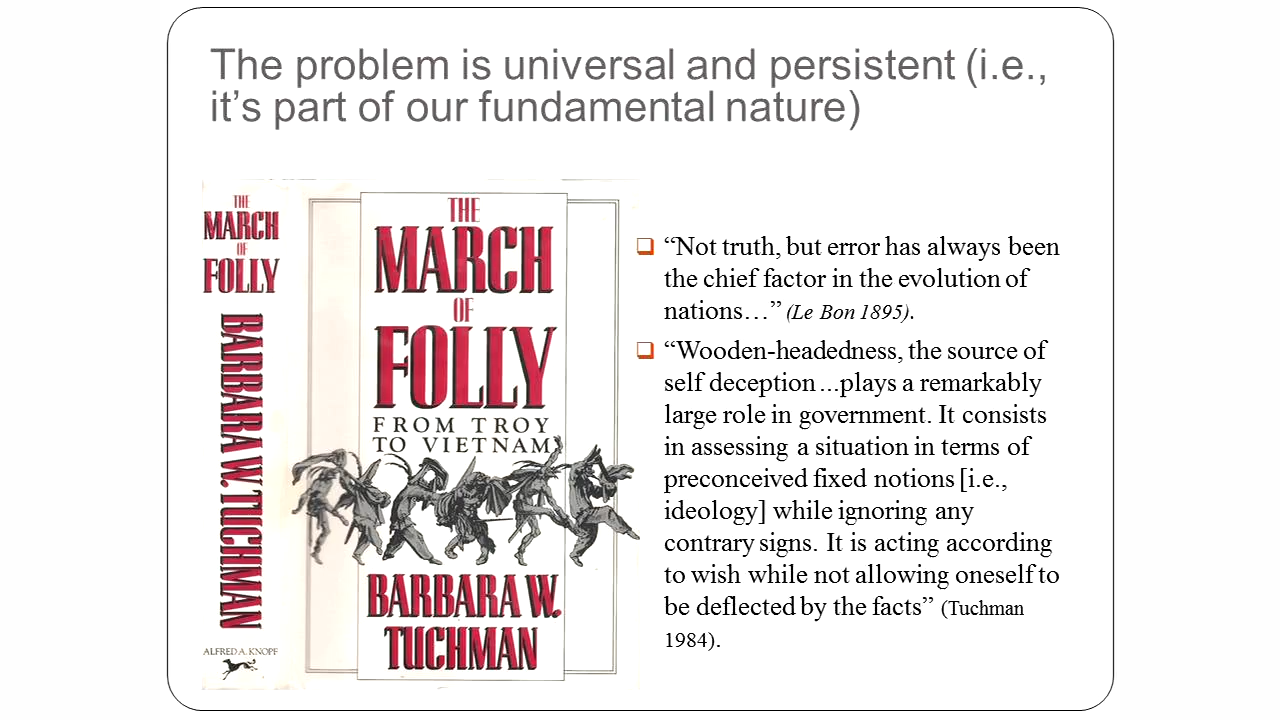 The problem is universal and persistent (i.e.,
it’s part of our fundamental nature)
THE
MARCH
OF
FOLLY
BARBARA W. TUCHMAN
ALFRED A. KNOPF
THE
MARCH
OF
FOLLY
FROM TROY
TO VIETNAM
BARBARA W.
TUCHMAN
“Not truth, but error has always been
the chief factor in the evolution of
nations…” (Le Bon 1895).
“Wooden-headedness, the source of
self deception ...plays a remarkably
large role in government. It consists
in assessing a situation in terms of
preconceived fixed notions [i.e.,
ideology] while ignoring any
contrary signs. It is acting according
to wish while not allowing oneself to
be deflected by the facts” (Tuchman
1984).